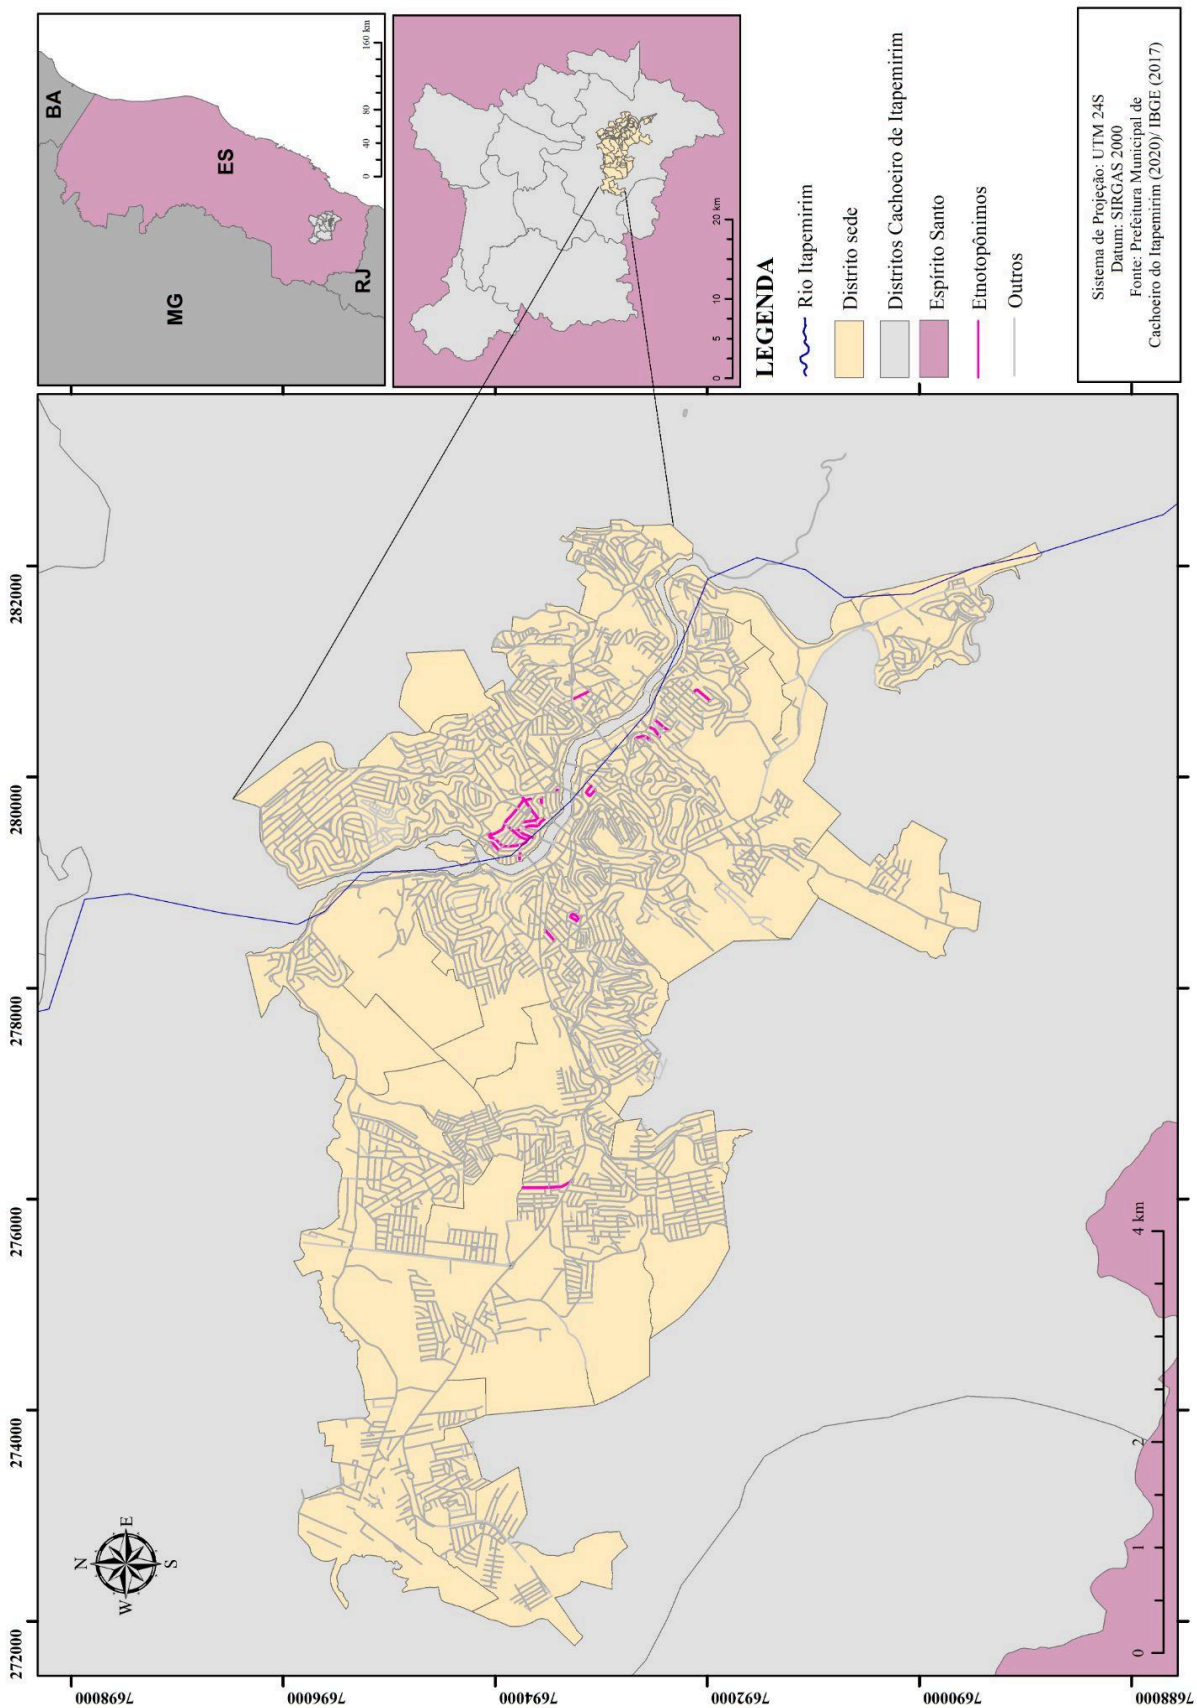 272000
274000
276000
278000
280000
282000
7698000
7696000
7694000
7692000
7690000
7688000
N
W
E
S
0
1
2
4 km
BA
ES
MG
RJ
0
40
80
160 km
0
5
10
20 km
LEGENDA
Rio Itapemirim
Distrito sede
Distritos Cachoeiro de Itapemirim
Espírito Santo
Etnotopônimos
Outros
Sistema de Projeção: UTM 24S
Datum: SIRGAS 2000
Fonte: Prefeitura Municipal de
Cachoeiro do Itapemirim (2020)/ IBGE (2017)